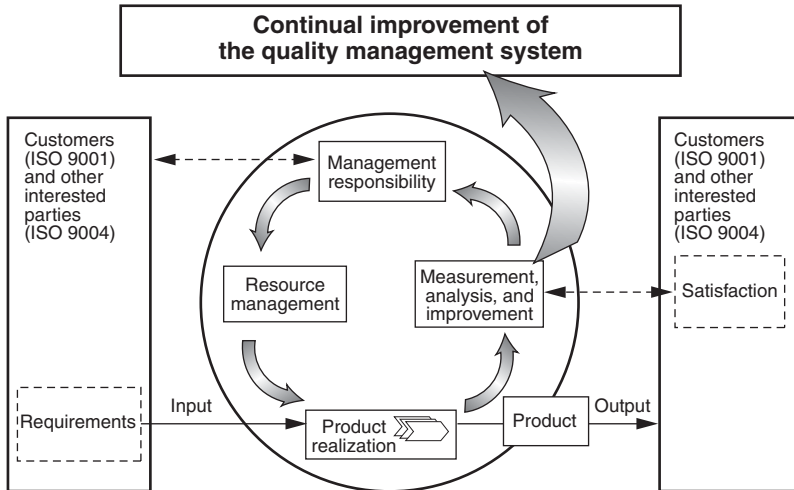 Continual improvement of
the quality management system
Customers
(ISO 9001)
and other
interested
parties
(ISO 9004)
Requirements
Input
Management
responsibility
Resource
management
Measurement,
analysis, and
improvement
Product
realization
Product
Output
Customers
(ISO 9001)
and other
interested
parties
(ISO 9004)
Satisfaction